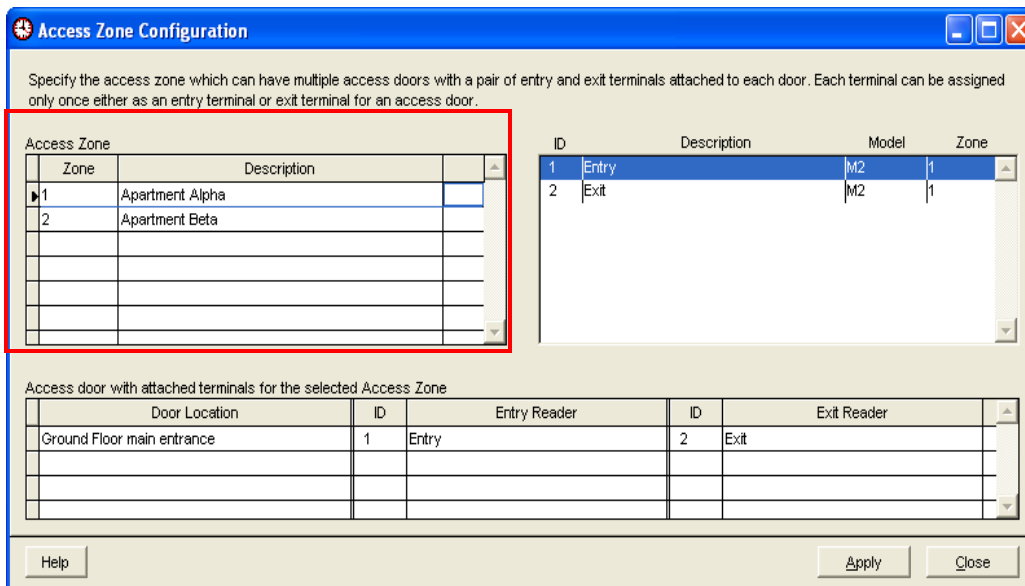 Access Zone Configuration
Specify the access zone which can have multiple access doors with a pair of entry and exit terminals attached to each door. Each terminal can be assigned
only once either as an entry terminal or exit terminal for an access door.
Access Zone
Zone Description
1 Apartment Alpha
2 Apartment Beta
ID Description Model Zone
1 Entry M2 1
2 Exit M2 1
Access door with attached terminals for the selected Access Zone
Door Location ID Entry Reader ID Exit Reader
Ground Floor main entrance 1 Entry 2 Exit
Help Apply Close